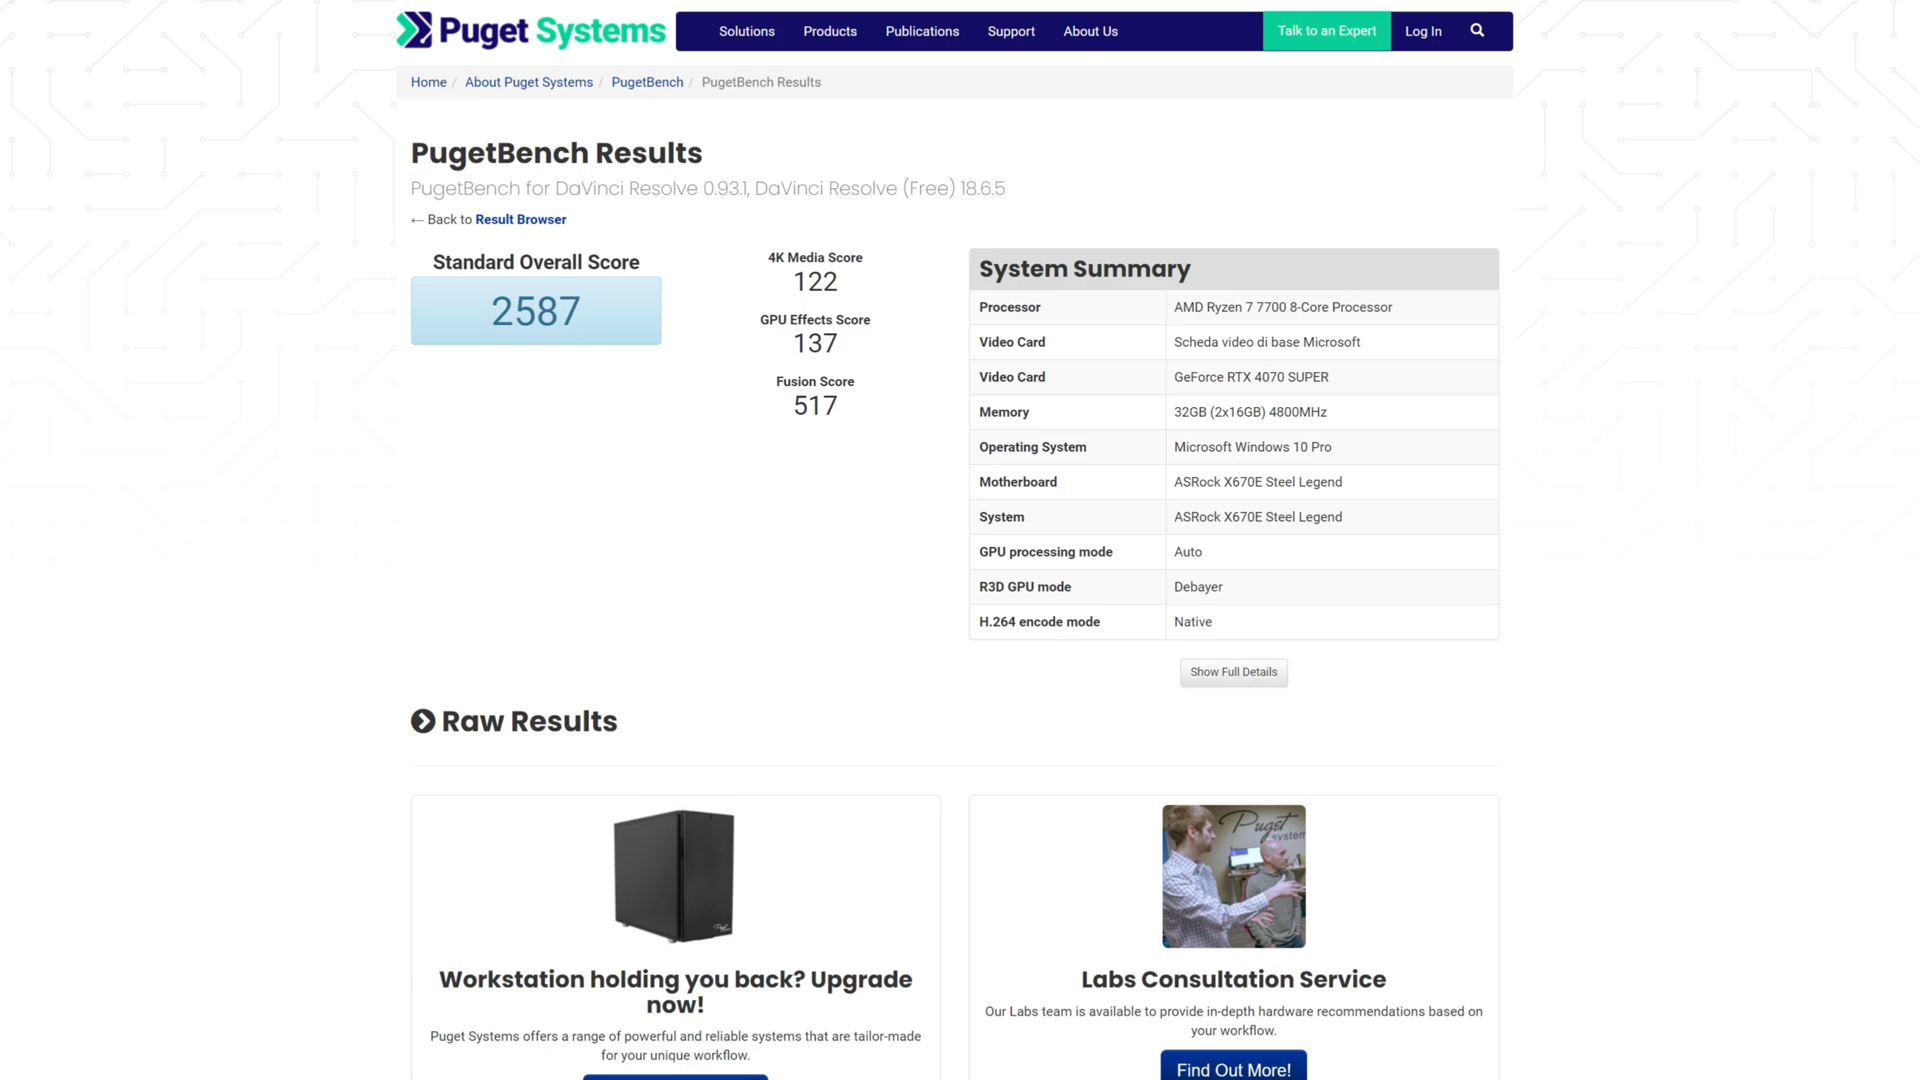 Puget Systems
Solutions Products Publications Support About Us Talk to an Expert Log In
Home / About Puget Systems / PugetBench / PugetBench Results
PugetBench Results
PugetBench for DaVinci Resolve 0.93.1, DaVinci Resolve (Free) 18.6.5
← Back to Result Browser
Standard Overall Score
2587
4K Media Score
122
GPU Effects Score
137
Fusion Score
517
System Summary
Processor AMD Ryzen 7 7700 8-Core Processor
Video Card Scheda video di base Microsoft
Video Card GeForce RTX 4070 SUPER
Memory 32GB (2x16GB) 4800MHz
Operating System Microsoft Windows 10 Pro
Motherboard ASRock X670E Steel Legend
System ASRock X670E Steel Legend
GPU processing mode Auto
R3D GPU mode Debayer
H.264 encode mode Native
Show Full Details
Raw Results
Workstation holding you back? Upgrade
now!
Puget Systems offers a range of powerful and reliable systems that are tailor-made
for your unique workflow.
Puget
systems
Labs Consultation Service
Our Labs team is available to provide in-depth hardware recommendations based on
your workflow.
Find Out More!